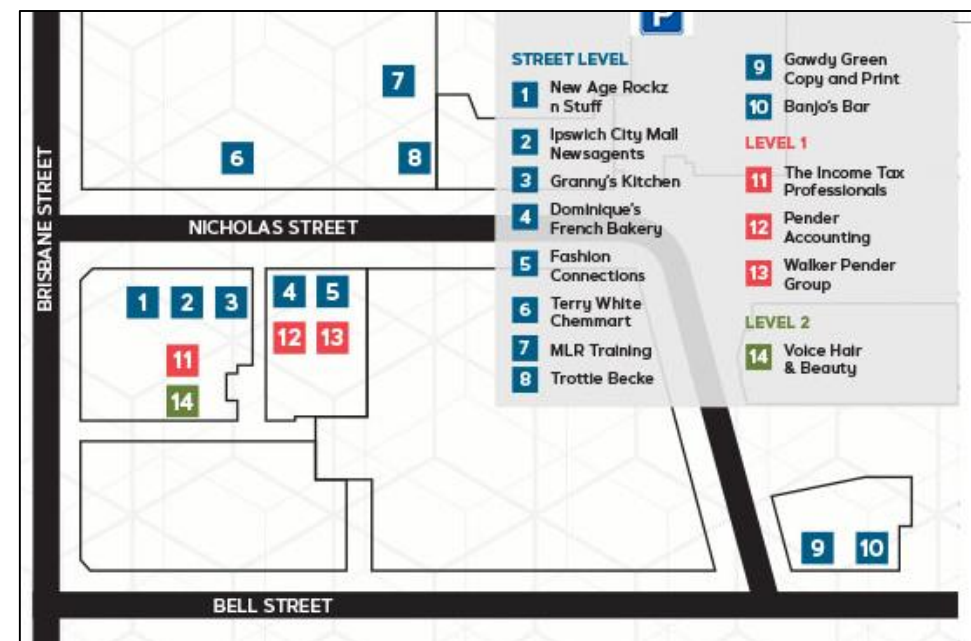 P
STREET LEVEL
1 New Age Rockz
n Stuff
2 Ipswich City Mall
Newsagents
3 Granny's Kitchen
4 Dominique's
French Bakery
5 Fashion
Connections
6 Terry White
Chemmart
7 MLR Training
8 Trottie Becke
9 Gawdy Green
Copy and Print
10 Banjo's Bar
LEVEL 1
11 The Income Tax
Professionals
12 Pender
Accounting
13 Walker Pender
Group
LEVEL 2
14 Voice Hair
& Beauty
7
6 8
BRISBANE STREET
NICHOLAS STREET
1 2 3 4 5
11 12 13
14
9 10
BELL STREET